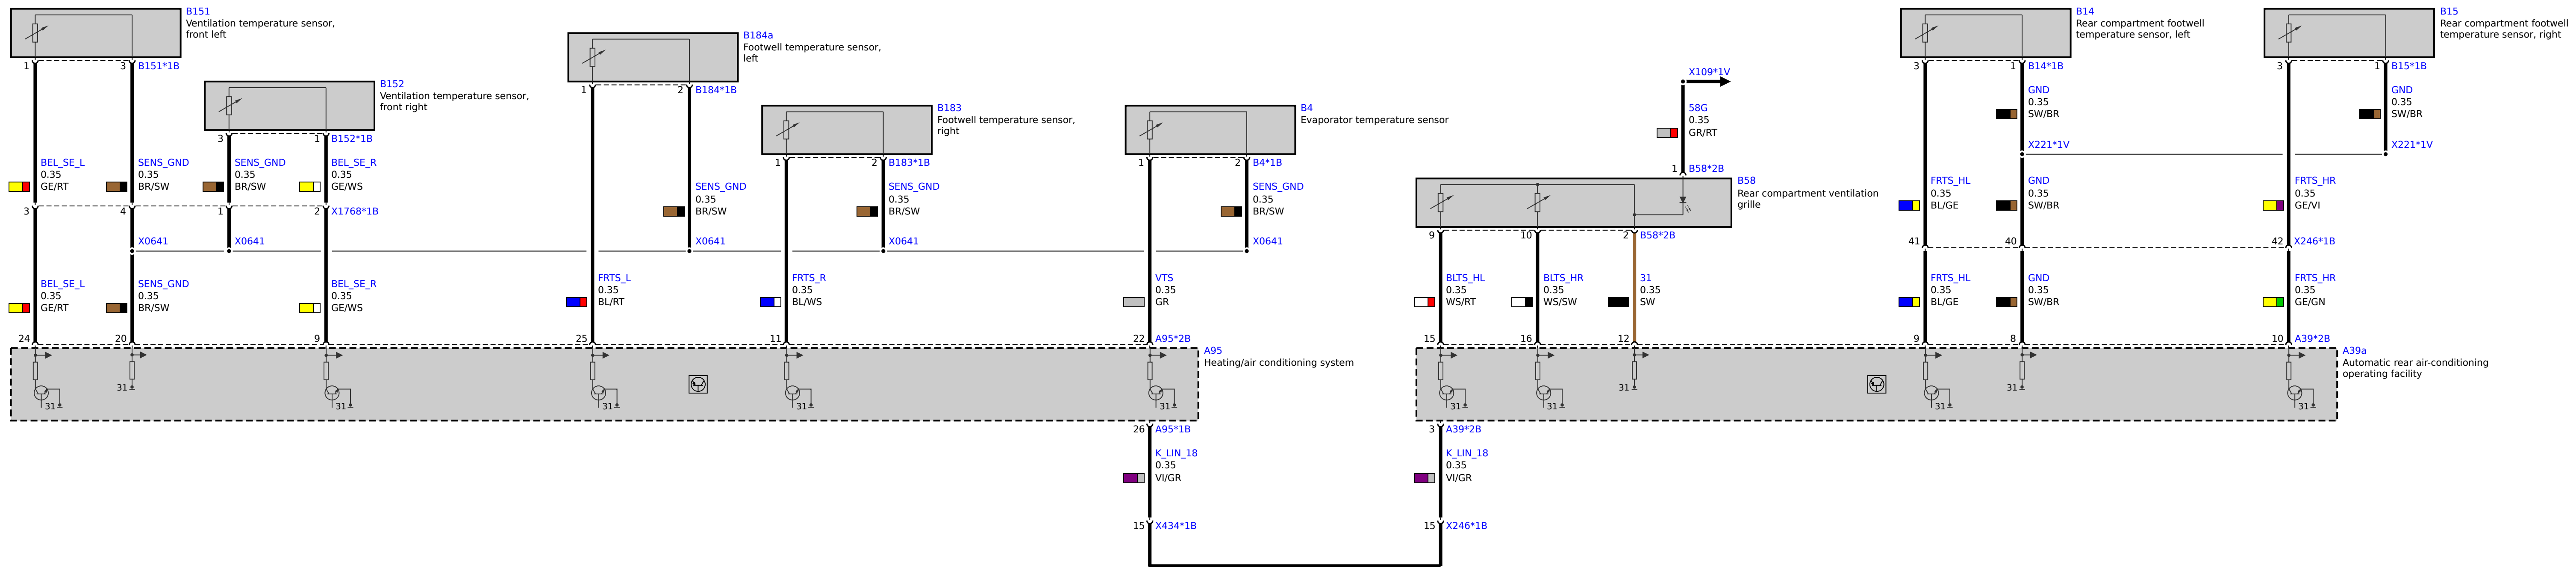 B151
Ventilation temperature sensor,
front left
1
3
B151*1B
B152
Ventilation temperature sensor,
front right
3
1
B152*1B
B184a
Footwell temperature sensor,
left
1
2
B184*1B
B183
Footwell temperature sensor,
right
1
2
B183*1B
B4
Evaporator temperature sensor
1
2
B4*1B
X109*1V
58G
0.35
GR/RT
1
B58*2B
B58
Rear compartment ventilation
grille
9
10
2
B58*2B
B14
Rear compartment footwell
temperature sensor, left
3
1
B14*1B
GND
0.35
SW/BR
X221*1V
B15
Rear compartment footwell
temperature sensor, right
3
1
B15*1B
GND
0.35
SW/BR
X221*1V
BEL_SE_L
0.35
GE/RT
SENS_GND
0.35
BR/SW
SENS_GND
0.35
BR/SW
BEL_SE_R
0.35
GE/WS
SENS_GND
0.35
BR/SW
SENS_GND
0.35
BR/SW
SENS_GND
0.35
BR/SW
FRTS_HL
0.35
BL/GE
GND
0.35
SW/BR
FRTS_HR
0.35
GE/VI
3
4
1
2
X1768*1B
X0641
X0641
X0641
X0641
X0641
41
40
42
X246*1B
BEL_SE_L
0.35
GE/RT
SENS_GND
0.35
BR/SW
BEL_SE_R
0.35
GE/WS
FRTS_L
0.35
BL/RT
FRTS_R
0.35
BL/WS
VTS
0.35
GR
BLTS_HL
0.35
WS/RT
BLTS_HR
0.35
WS/SW
31
0.35
SW
FRTS_HL
0.35
BL/GE
GND
0.35
SW/BR
FRTS_HR
0.35
GE/GN
24
20
9
25
11
22
A95*2B
15
16
12
9
8
10
A39*2B
A95
Heating/air conditioning system
A39a
Automatic rear air-conditioning
operating facility
31
31
31
31
31
31
31
31
31
31
31
31
26
A95*1B
3
A39*2B
K_LIN_18
0.35
VI/GR
K_LIN_18
0.35
VI/GR
15
X434*1B
15
X246*1B